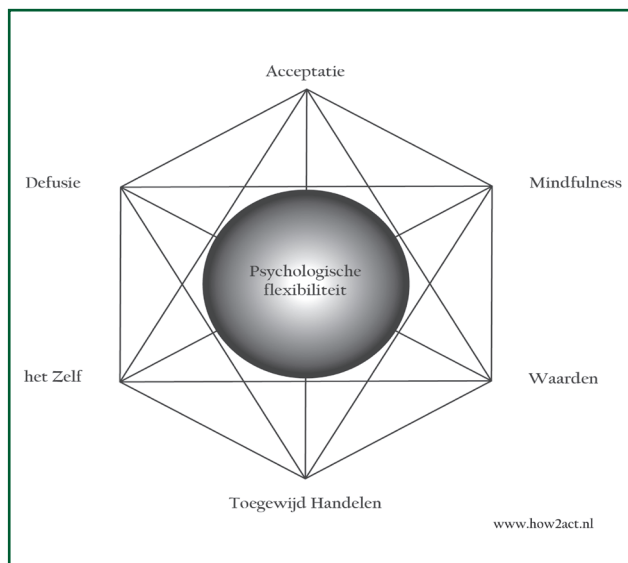 Acceptatie
Defusie
Mindfulness
Psychologische
flexibiliteit
het Zelf
Waarden
Toegewijd Handelen
www.how2act.nl